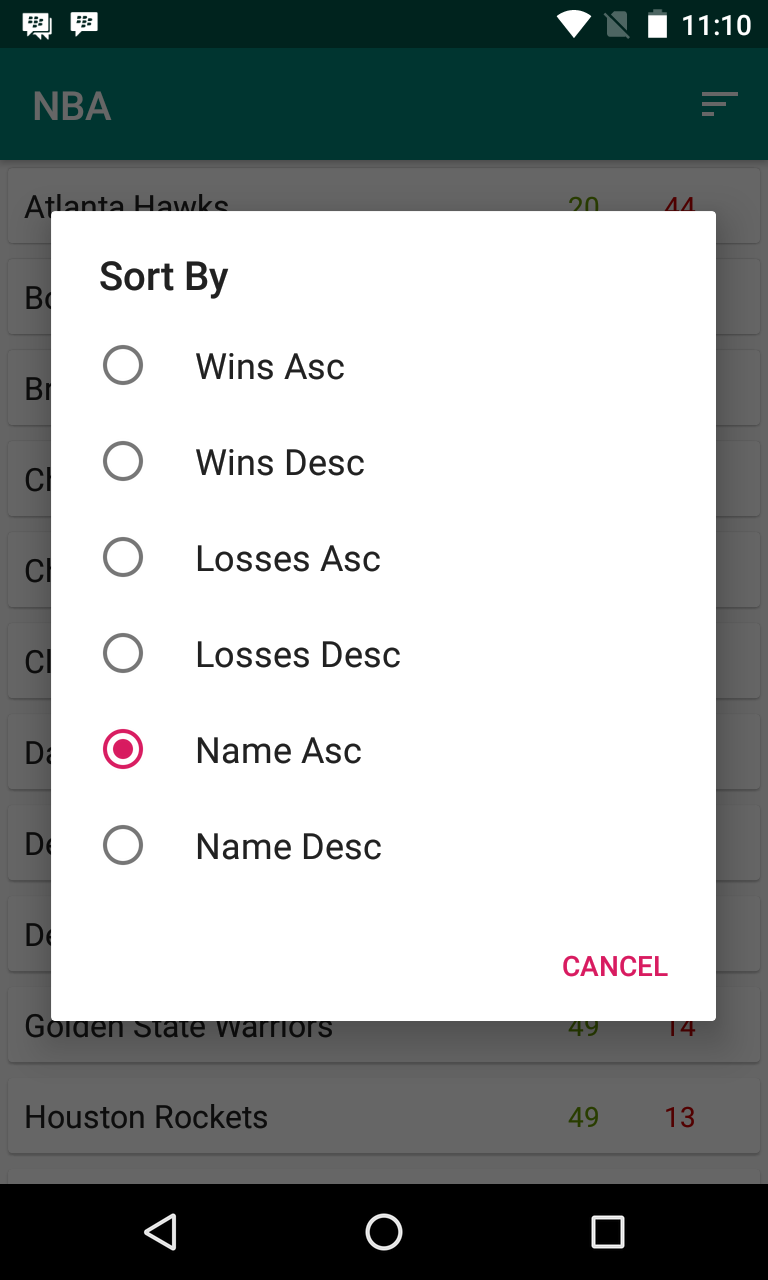 11:10
NBA
Atlanta Hawks 20 44
Sort By
Wins Asc
Wins Desc
Losses Asc
Losses Desc
Name Asc
Name Desc
CANCEL
Golden State Warriors 49 14
Houston Rockets 49 13